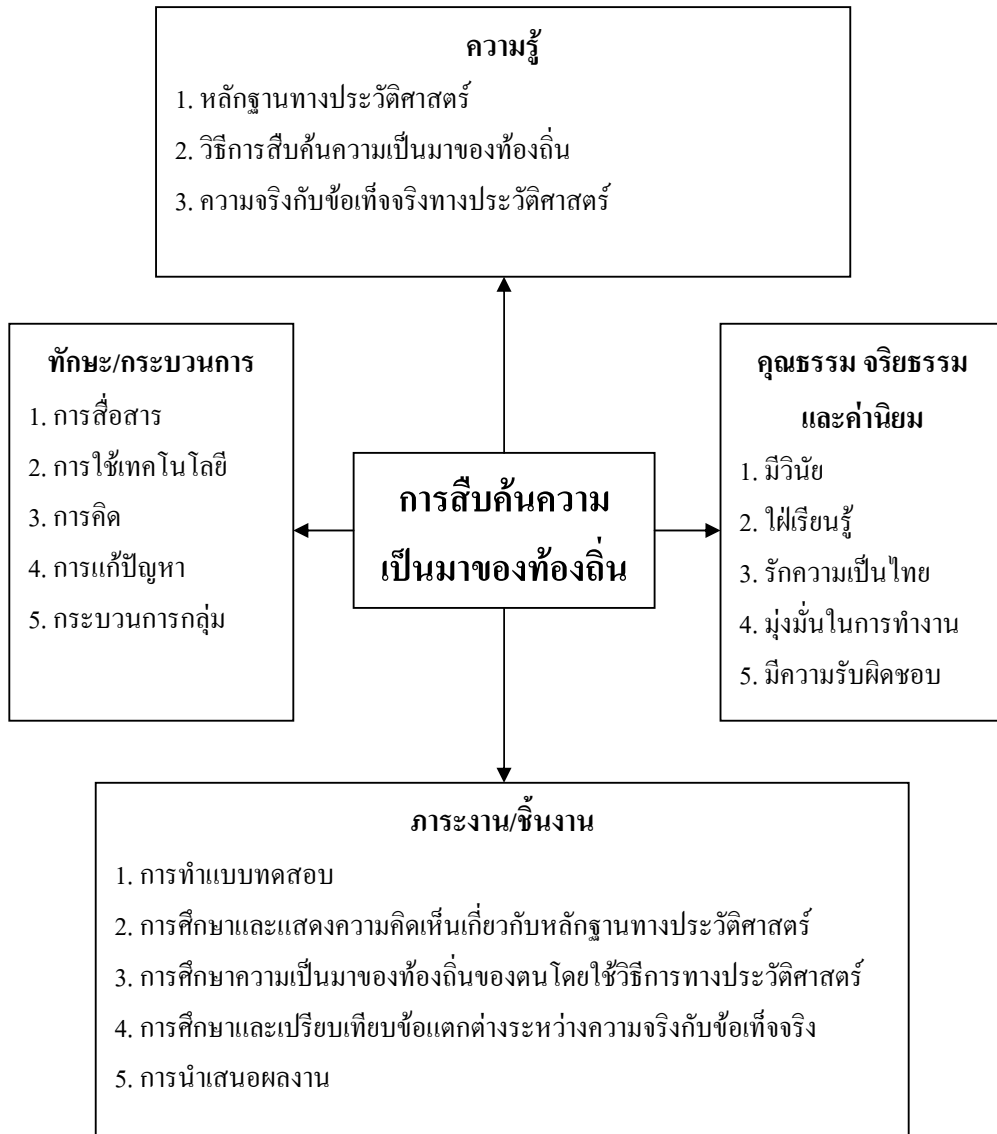 ความรู้
1. หลักฐานทางประวัติศาสตร์
2. วิธีการสืบค้นความเป็นมาของท้องถิ่น
3. ความจริงกับข้อเท็จจริงทางประวัติศาสตร์
ทักษะ/กระบวนการ
1. การสื่อสาร
2. การใช้เทคโนโลยี
3. การคิด
4. การแก้ปัญหา
5. กระบวนการกลุ่ม
การสืบค้นความ
เป็นมาของท้องถิ่น
คุณธรรม จริยธรรม
และค่านิยม
1. มีวินัย
2. ใฝ่เรียนรู้
3. รักความเป็นไทย
4. มุ่งมั่นในการทำงาน
5. มีความรับผิดชอบ
ภาระงาน/ชิ้นงาน
1. การทำแบบทดสอบ
2. การศึกษาและแสดงความคิดเห็นเกี่ยวกับหลักฐานทางประวัติศาสตร์
3. การศึกษาความเป็นมาของท้องถิ่นของตนโดยใช้วิธีการทางประวัติศาสตร์
4. การศึกษาและเปรียบเทียบข้อแตกต่างระหว่างความจริงกับข้อเท็จจริง
5. การนำเสนอผลงาน